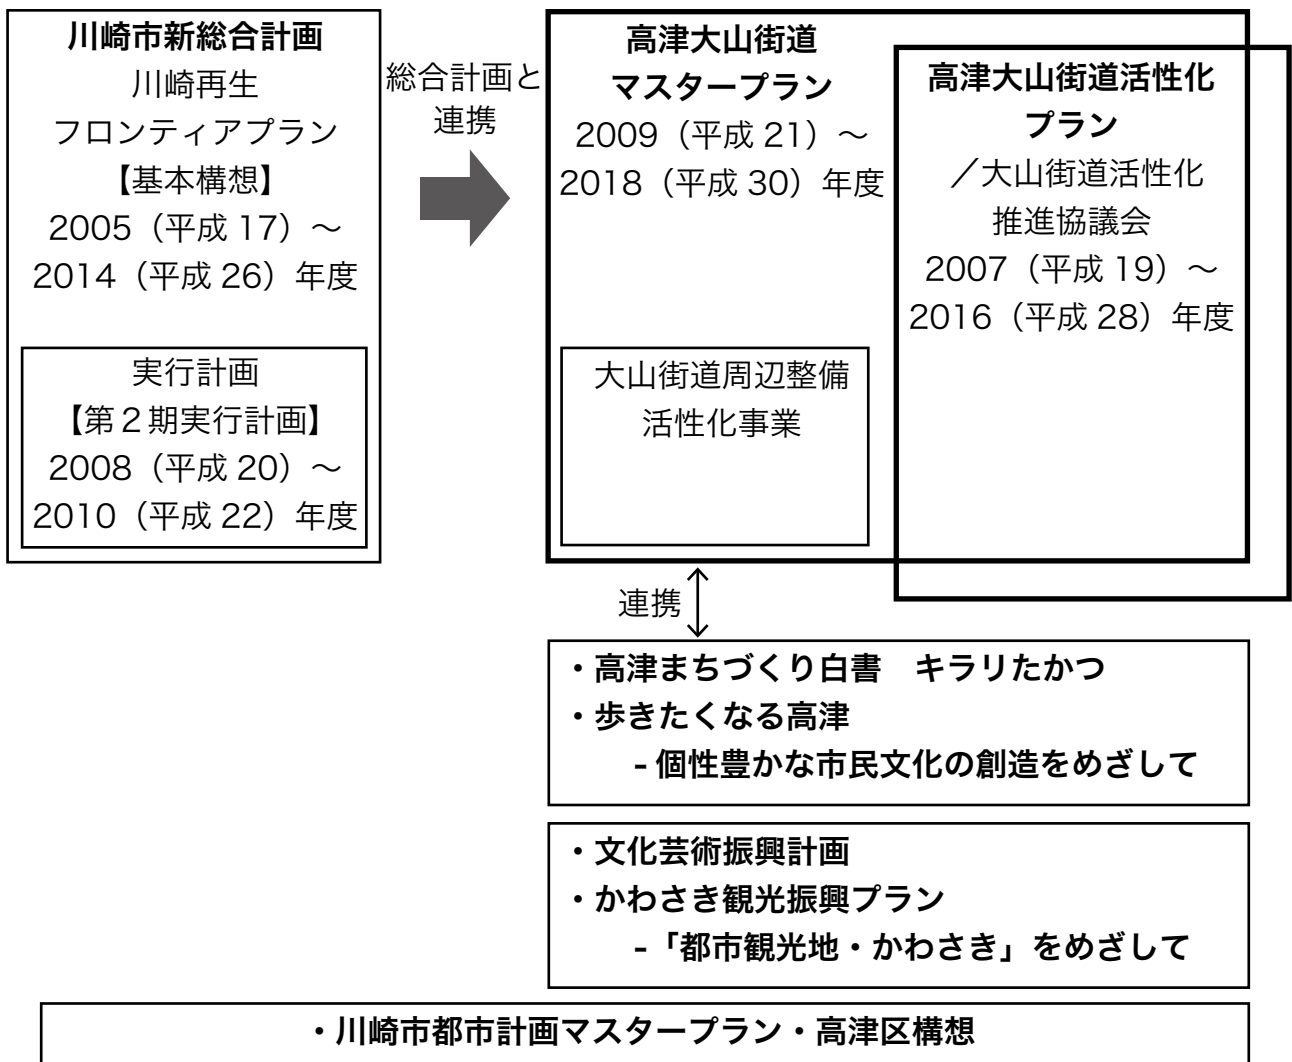 川崎市新総合計画
川崎再生
フロンティアプラン
【基本構想】
2005（平成 17）～
2014（平成 26）年度
実行計画
【第２期実行計画】
2008（平成 20）～
2010（平成 22）年度
総合計画と
連携
高津大山街道
マスタープラン
2009（平成 21）～
2018（平成 30）年度
大山街道周辺整備
活性化事業
高津大山街道活性化
プラン
／大山街道活性化
推進協議会
2007（平成 19）～
2016（平成 28）年度
連携
・高津まちづくり白書　キラリたかつ
・歩きたくなる高津
- 個性豊かな市民文化の創造をめざして
・文化芸術振興計画
・かわさき観光振興プラン
-「都市観光地・かわさき」をめざして
・川崎市都市計画マスタープラン・高津区構想